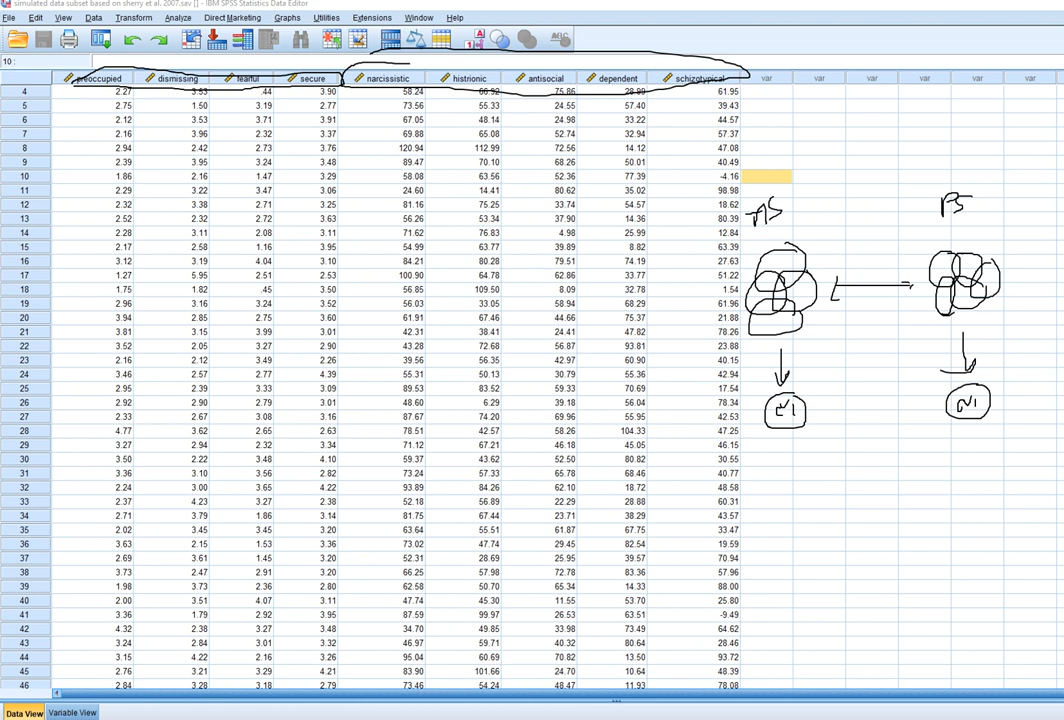 simulated data subset based on sherry et al. 2007.sav [] - IBM SPSS Statistics Data Editor
File Edit View Data Transform Analyze Direct Marketing Graphs Utilities Extensions Window Help
10 :
preoccupied dismissing fearful secure narcissistic histrionic antisocial dependent schizotypical var var var var var var
4 2.27 3.53 .44 3.90 58.24 66.92 75.86 28.99 61.95
5 2.75 1.50 3.19 2.77 73.56 55.33 24.55 57.40 39.43
6 2.12 3.53 3.71 3.91 67.05 48.14 24.98 33.22 44.57
7 2.16 3.96 2.32 3.37 69.88 65.08 52.74 32.94 57.37
8 2.94 2.42 2.73 3.76 120.94 112.99 72.56 14.12 47.08
9 2.39 3.95 3.24 3.48 89.47 70.10 68.26 50.01 40.49
10 1.86 2.16 1.47 3.29 58.08 63.56 52.36 77.39 -4.16
11 2.29 3.22 3.47 3.06 24.60 14.41 80.62 35.02 98.98
12 2.32 3.38 2.71 3.25 81.16 75.25 33.74 54.57 18.62
13 2.52 2.32 2.72 3.63 56.26 53.34 37.90 14.36 80.39
14 2.28 3.11 2.08 3.11 71.62 76.83 4.98 25.99 12.84
15 2.17 2.58 1.16 3.95 54.99 63.77 39.89 8.82 63.39
16 3.12 3.19 4.04 3.10 84.21 80.28 79.51 74.19 27.63
17 1.27 5.95 2.51 2.53 100.90 64.78 62.86 33.77 51.22
18 1.75 1.82 .45 3.50 56.85 109.50 8.09 32.78 1.54
19 2.96 3.16 3.24 3.52 56.03 33.05 58.94 68.29 61.96
20 3.94 2.85 2.75 3.60 61.91 67.46 44.66 75.37 21.88
21 3.81 3.15 3.99 3.01 42.31 38.41 24.41 47.82 78.26
22 3.52 2.05 3.27 2.90 43.28 72.68 56.87 93.81 23.88
23 2.16 2.12 3.49 2.26 39.56 56.35 42.97 60.90 40.15
24 3.46 2.57 2.77 4.39 55.31 50.13 30.79 55.36 42.94
25 2.95 2.39 3.33 3.09 89.53 83.52 59.33 70.69 17.54
26 2.92 2.90 2.79 3.01 48.60 6.29 39.18 56.04 78.34
27 2.33 2.67 3.08 3.16 87.67 74.20 69.96 55.95 42.53
28 4.77 3.62 2.65 2.63 78.51 42.57 58.26 104.33 47.25
29 3.27 2.94 2.32 3.34 71.12 67.21 46.18 45.05 46.15
30 3.50 2.22 3.48 4.10 59.37 43.62 52.50 80.82 30.55
31 3.36 3.10 3.56 2.82 73.24 57.33 65.78 68.46 40.77
32 2.24 3.00 3.65 4.22 93.89 84.26 62.10 18.72 48.58
33 2.37 4.23 3.27 2.38 52.18 56.89 22.29 28.88 60.31
34 2.71 3.79 1.86 3.14 81.75 67.44 23.71 38.29 43.57
35 2.02 3.45 3.45 3.20 63.64 55.51 61.87 67.75 33.47
36 3.63 2.15 1.53 3.36 73.02 47.74 29.45 82.54 19.59
37 2.69 3.61 1.45 3.20 52.31 28.69 25.95 39.57 70.94
38 3.73 2.47 2.91 3.20 66.25 57.98 72.78 83.36 57.96
39 1.98 3.73 2.36 2.80 62.58 50.70 65.34 14.33 88.00
40 2.00 3.51 4.07 3.11 47.74 45.30 11.55 53.70 25.80
41 3.36 1.79 2.92 3.95 87.59 99.97 26.53 63.51 -9.49
42 4.32 2.38 3.27 3.48 34.70 49.85 33.98 73.49 64.62
43 3.24 2.84 3.01 3.32 46.97 59.71 40.32 80.64 28.46
44 3.15 4.22 2.16 3.26 95.04 60.69 70.82 13.50 93.72
45 2.76 3.21 3.29 4.21 83.90 101.66 24.70 10.64 48.39
46 2.84 3.28 3.18 2.79 73.46 54.24 48.47 11.93 78.08
AS PS
Data View Variable View